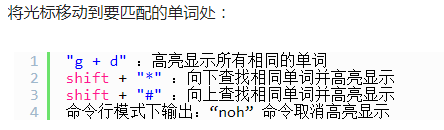 将光标移动到要匹配的单词处：
1 "g + d" ：高亮显示所有相同的单词
2 shift + "*" ：向下查找相同单词并高亮显示
3 shift + "#" ：向上查找相同单词并高亮显示
4 命令行模式下输出：“noh” 命令取消高亮显示